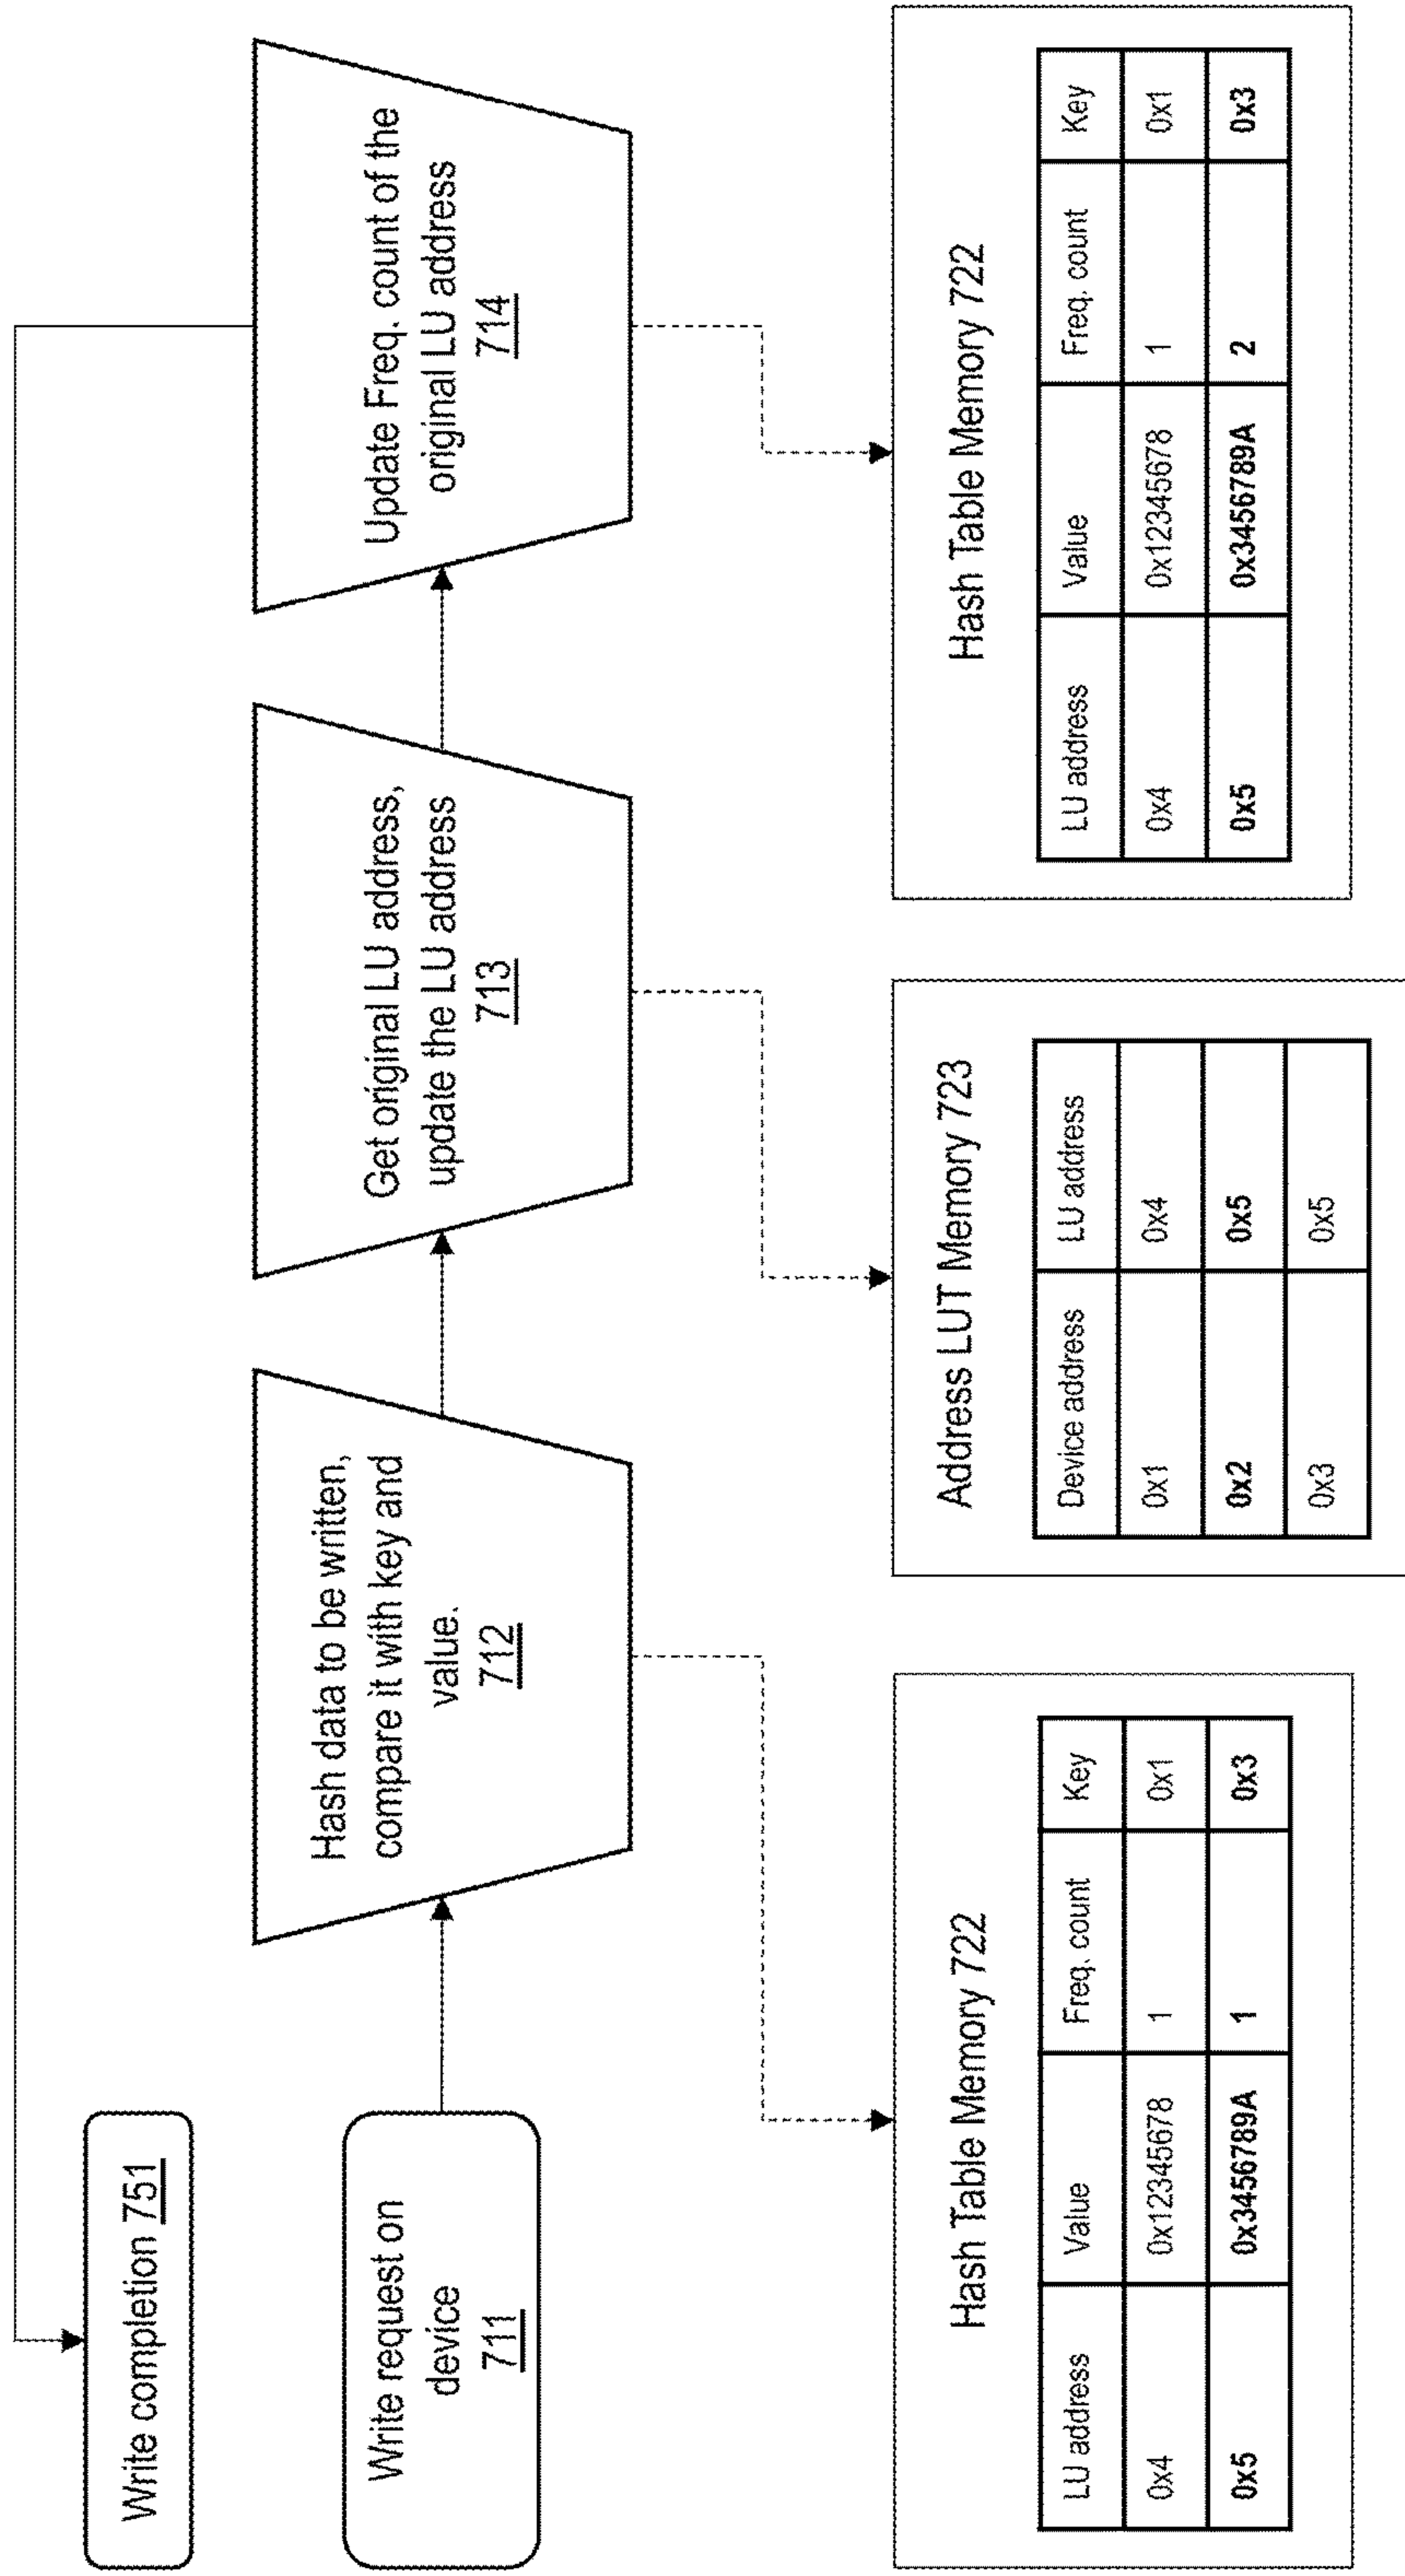 Write completion 751
Write request on
device
711
Hash data to be written,
compare it with key and
value.
712
Get original LU address,
update the LU address
713
Update Freq. count of the
original LU address
714
Hash Table Memory 722
LU address Value Freq. count Key
0x4 0x12345678 1 0x1
0x5 0x3456789A 1 0x3
Address LUT Memory 723
Device address LU address
0x1 0x4
0x2 0x5
0x3 0x5
Hash Table Memory 722
LU address Value Freq. count Key
0x4 0x12345678 1 0x1
0x5 0x3456789A 2 0x3